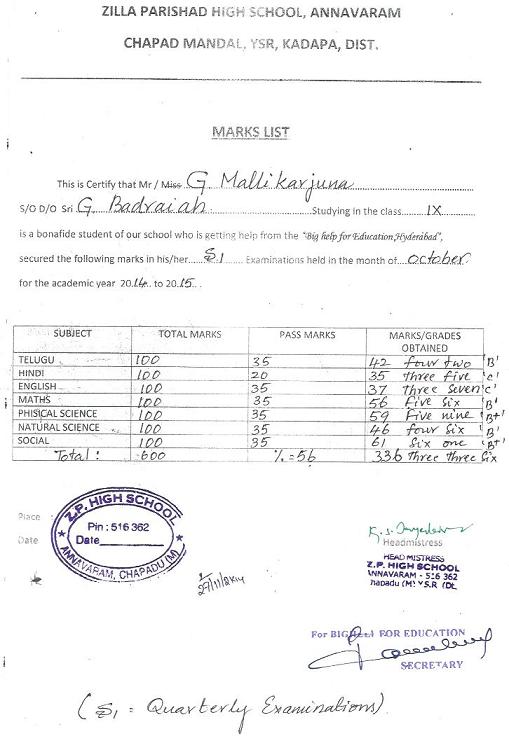 ZILLA PARISHAD HIGH SCHOOL, ANNAVARAM
CHAPAD MANDAL, YSR, KADAPA, DIST.
MARKS LIST
This is Certify that Mr / Miss G Mallikarjuna
S/O D/O Sri G. Badraiah Studying in the class IX
is a bonafide student of our school who is getting help from the "Big help for Education,Hyderabad",
secured the following marks in his/her S1 Examinations held in the month of October
for the academic year 2014 to 2015
SUBJECT TOTAL MARKS PASS MARKS MARKS/GRADES OBTAINED
TELUGU 100 35 42 four two 'B'
HINDI 100 20 35 three five 'c'
ENGLISH 100 35 37 three seven 'c'
MATHS 100 35 56 Five six 'B'
PHISICAL SCIENCE 100 35 59 Five nine 'B+'
NATURAL SCIENCE 100 35 46 four six 'B'
SOCIAL 100 35 61 six one 'B+'
Total: 600 %=56 336 three three six
Place
Date
Z.P. HIGH SCHOOL
Pin : 516 362
Date
ANNAVARAM, CHAPADU (M)
27/11/2014
Headmistress
HEAD MISTRESS
Z.P. HIGH SCHOOL
ANNAVARAM - 516 362
hapadu (M) Y.S.R (Dt.
For BIG FOR EDUCATION
SECRETARY
(S1 = Quarterly Examinations)